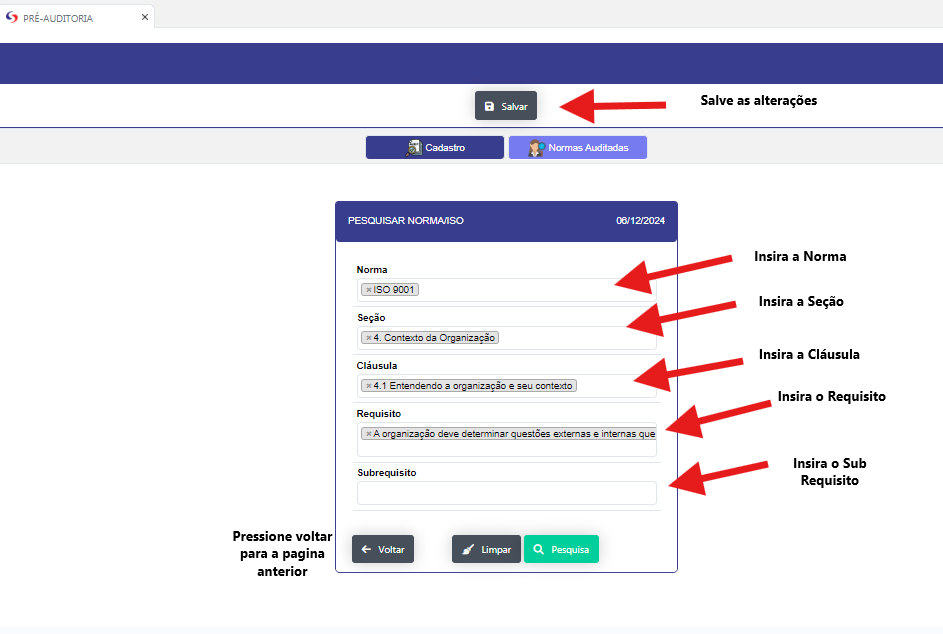 PRÉ-AUDITORIA
Salvar
Salve as alterações
Cadastro
Normas Auditadas
PESQUISAR NORMA/ISO
06/12/2024
Insira a Norma
Norma
×ISO 9001
Insira a Seção
Seção
×4. Contexto da Organização
Insira a Cláusula
Cláusula
×4.1 Entendendo a organização e seu contexto
Insira o Requisito
Requisito
×A organização deve determinar questões externas e internas que
Insira o Sub
Requisito
Subrequisito
Pressione voltar
para a pagina
anterior
Voltar
Limpar
Pesquisa